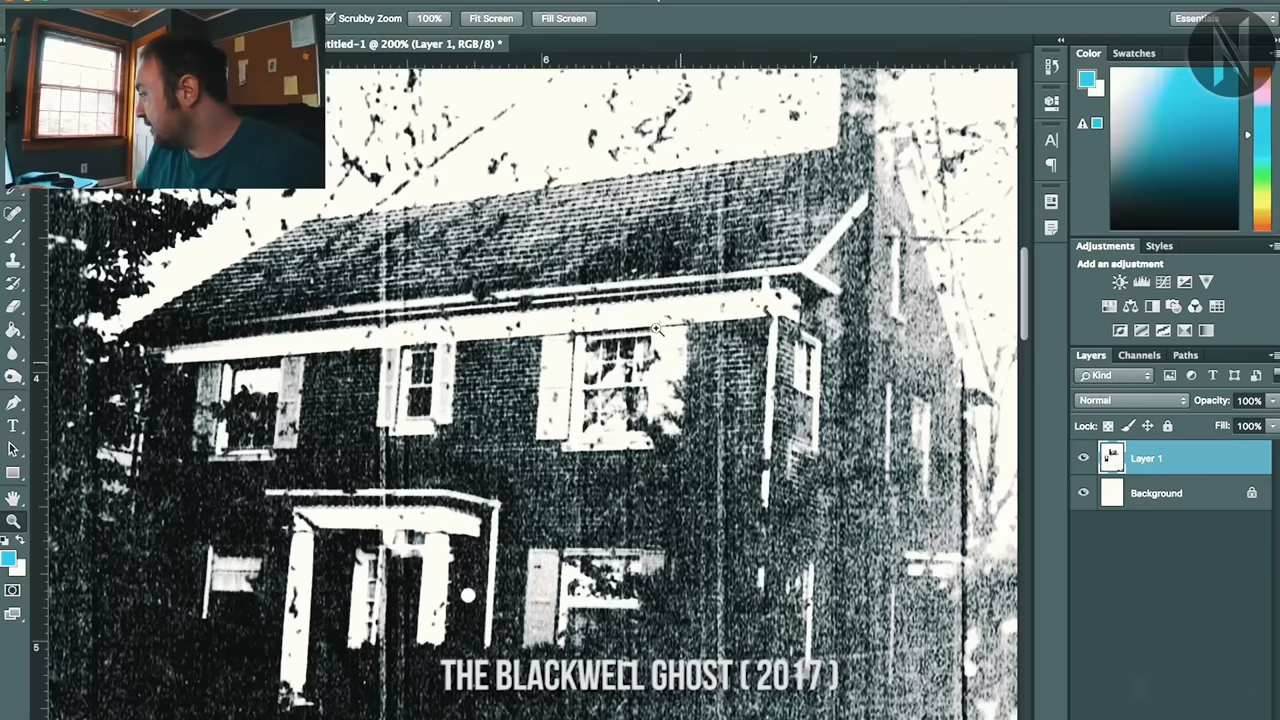 Scrubby Zoom 100% Fit Screen Fill Screen Essentials
ntitled-1 @ 200% (Layer 1, RGB/8) *
6 7
4
5
Color Swatches
Adjustments Styles
Add an adjustment
Layers Channels Paths
Kind
Normal Opacity: 100%
Lock: Fill: 100%
Layer 1
Background
THE BLACKWELL GHOST ( 2017 )